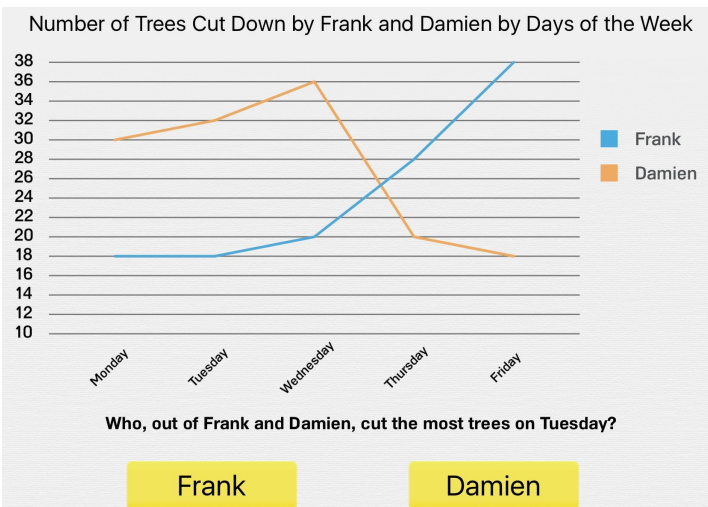 Number of Trees Cut Down by Frank and Damien by Days of the Week
38
36
34
32
30
28
26
24
22
20
18
16
14
12
10
Frank
Damien
Monday
Tuesday
Wednesday
Thursday
Friday
Who, out of Frank and Damien, cut the most trees on Tuesday?
Frank
Damien